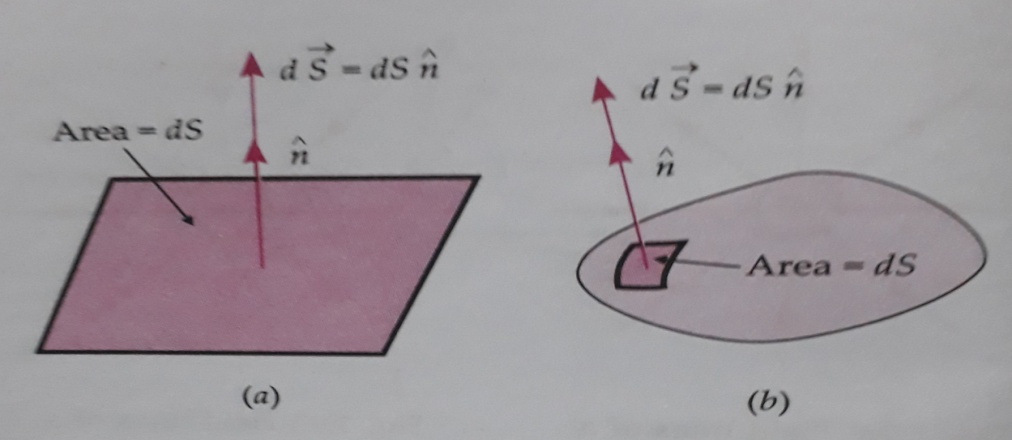 d S⃗ = dS n̂
Area = dS
n̂
(a)
d S⃗ = dS n̂
n̂
Area = dS
(b)